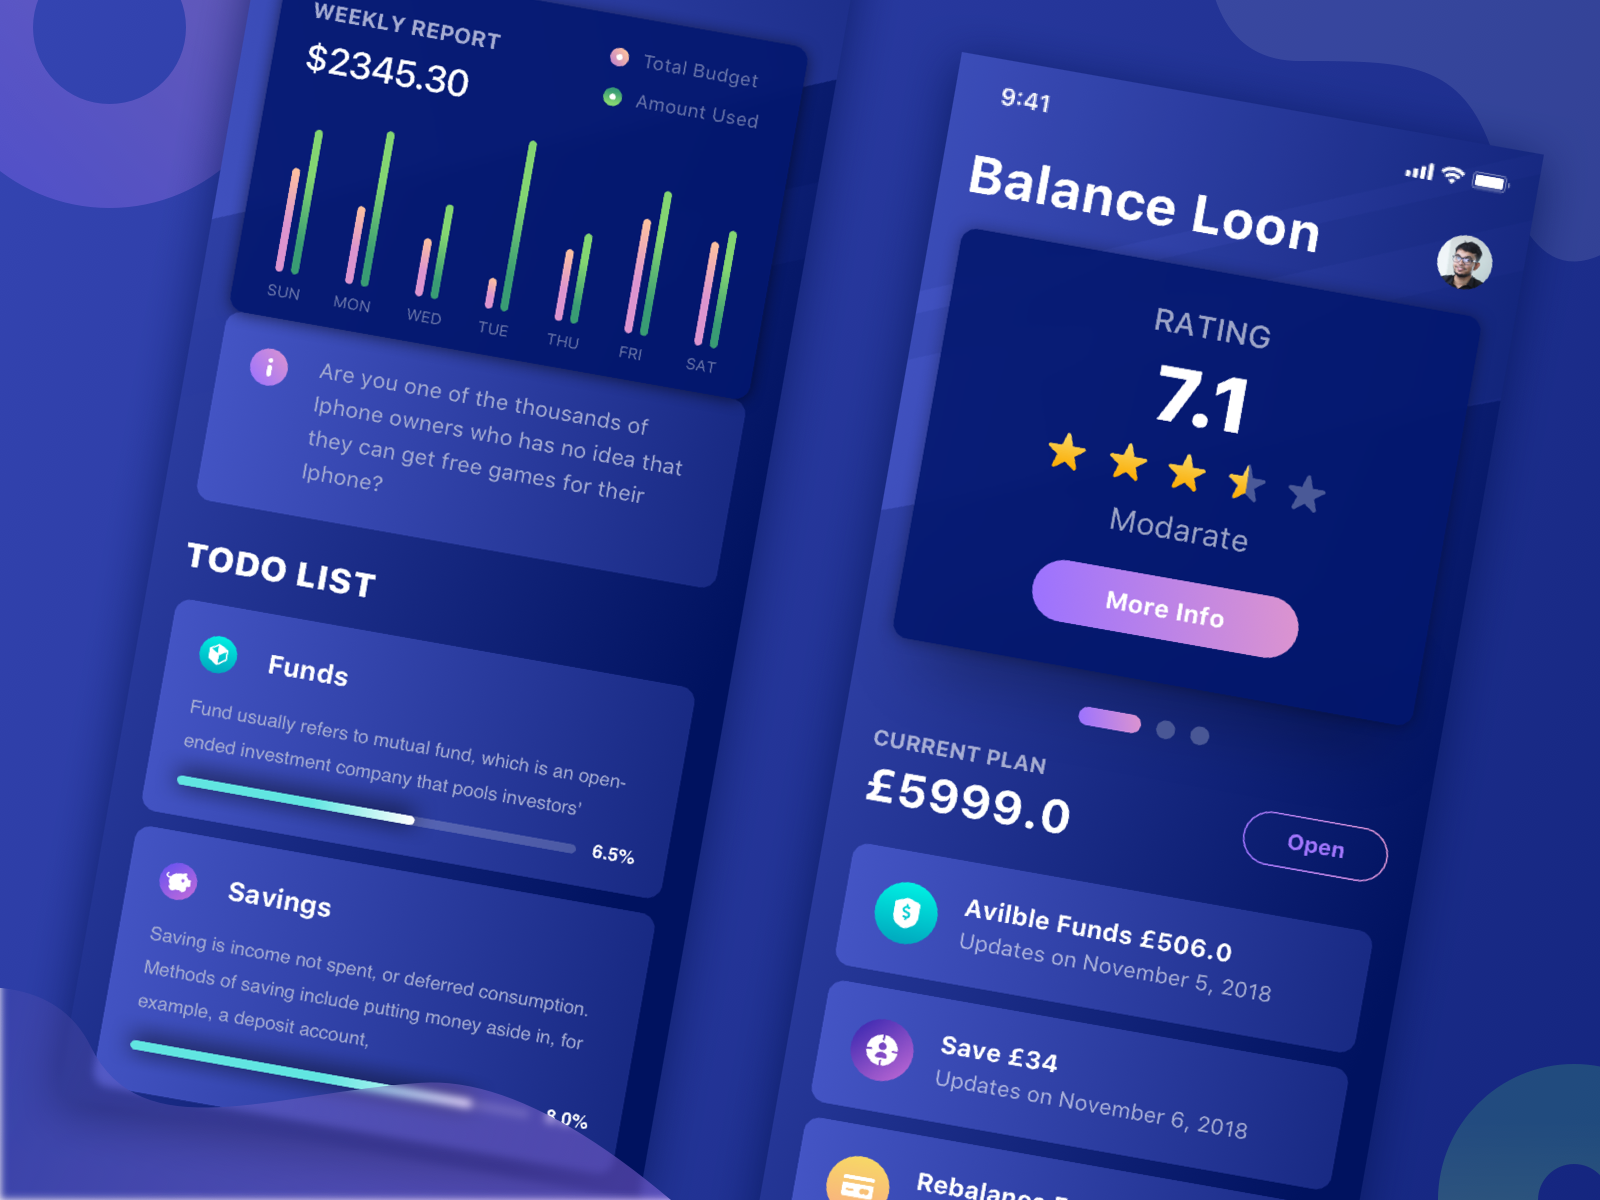 WEEKLY REPORT
$2345.30
Total Budget
Amount Used
SUN
MON
WED
TUE
THU
FRI
SAT
Are you one of the thousands of
Iphone owners who has no idea that
they can get free games for their
Iphone?
TODO LIST
Funds
Fund usually refers to mutual fund, which is an open-
ended investment company that pools investors'
6.5%
Savings
Saving is income not spent, or deferred consumption.
Methods of saving include putting money aside in, for
example, a deposit account,
8.0%
9:41
Balance Loon
RATING
7.1
Modarate
More Info
CURRENT PLAN
£5999.0
Open
Avilble Funds £506.0
Updates on November 5, 2018
Save £34
Updates on November 6, 2018
Rebalance